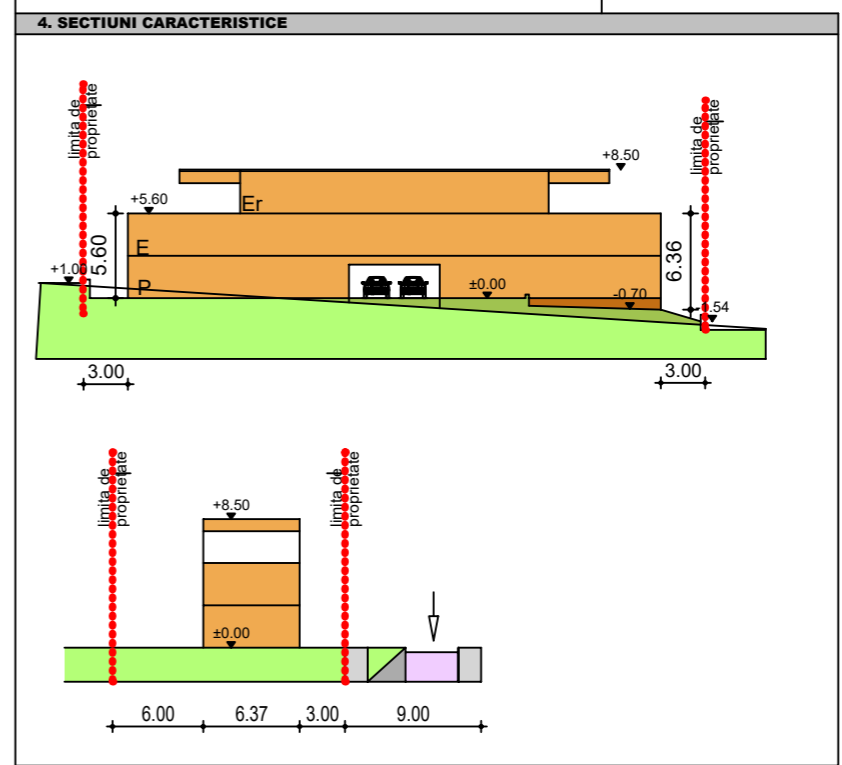 4. SECTIUNI CARACTERISTICE
limita de
proprietate
limita de
proprietate
+8.50
+5.60
Er
5.60
E
6.36
+1.00
P
±0.00
-0.70
-1.54
3.00
3.00
limita de
proprietate
limita de
proprietate
+8.50
±0.00
6.00
6.37
3.00
9.00